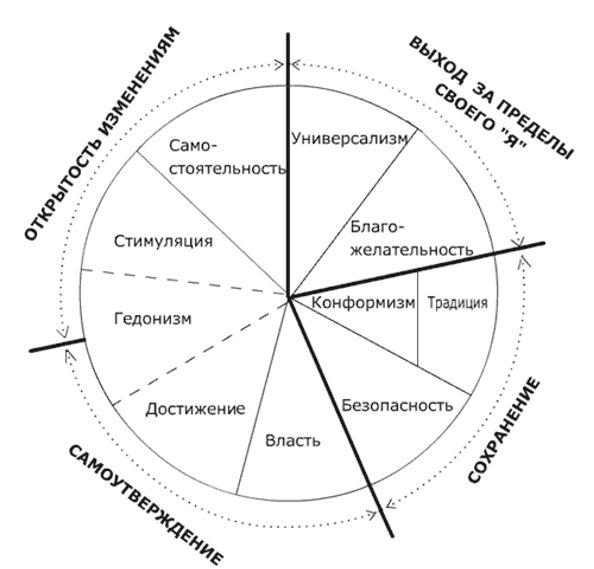 ОТКРЫТОСТЬ ИЗМЕНЕНИЯМ
ВЫХОД ЗА ПРЕДЕЛЫ
СВОЕГО "Я"
Само-
стоятельность
Универсализм
Стимуляция
Благо-
желательность
Гедонизм
Конформизм
Традиция
Достижение
Власть
Безопасность
САМОУТВЕРЖДЕНИЕ
СОХРАНЕНИЕ